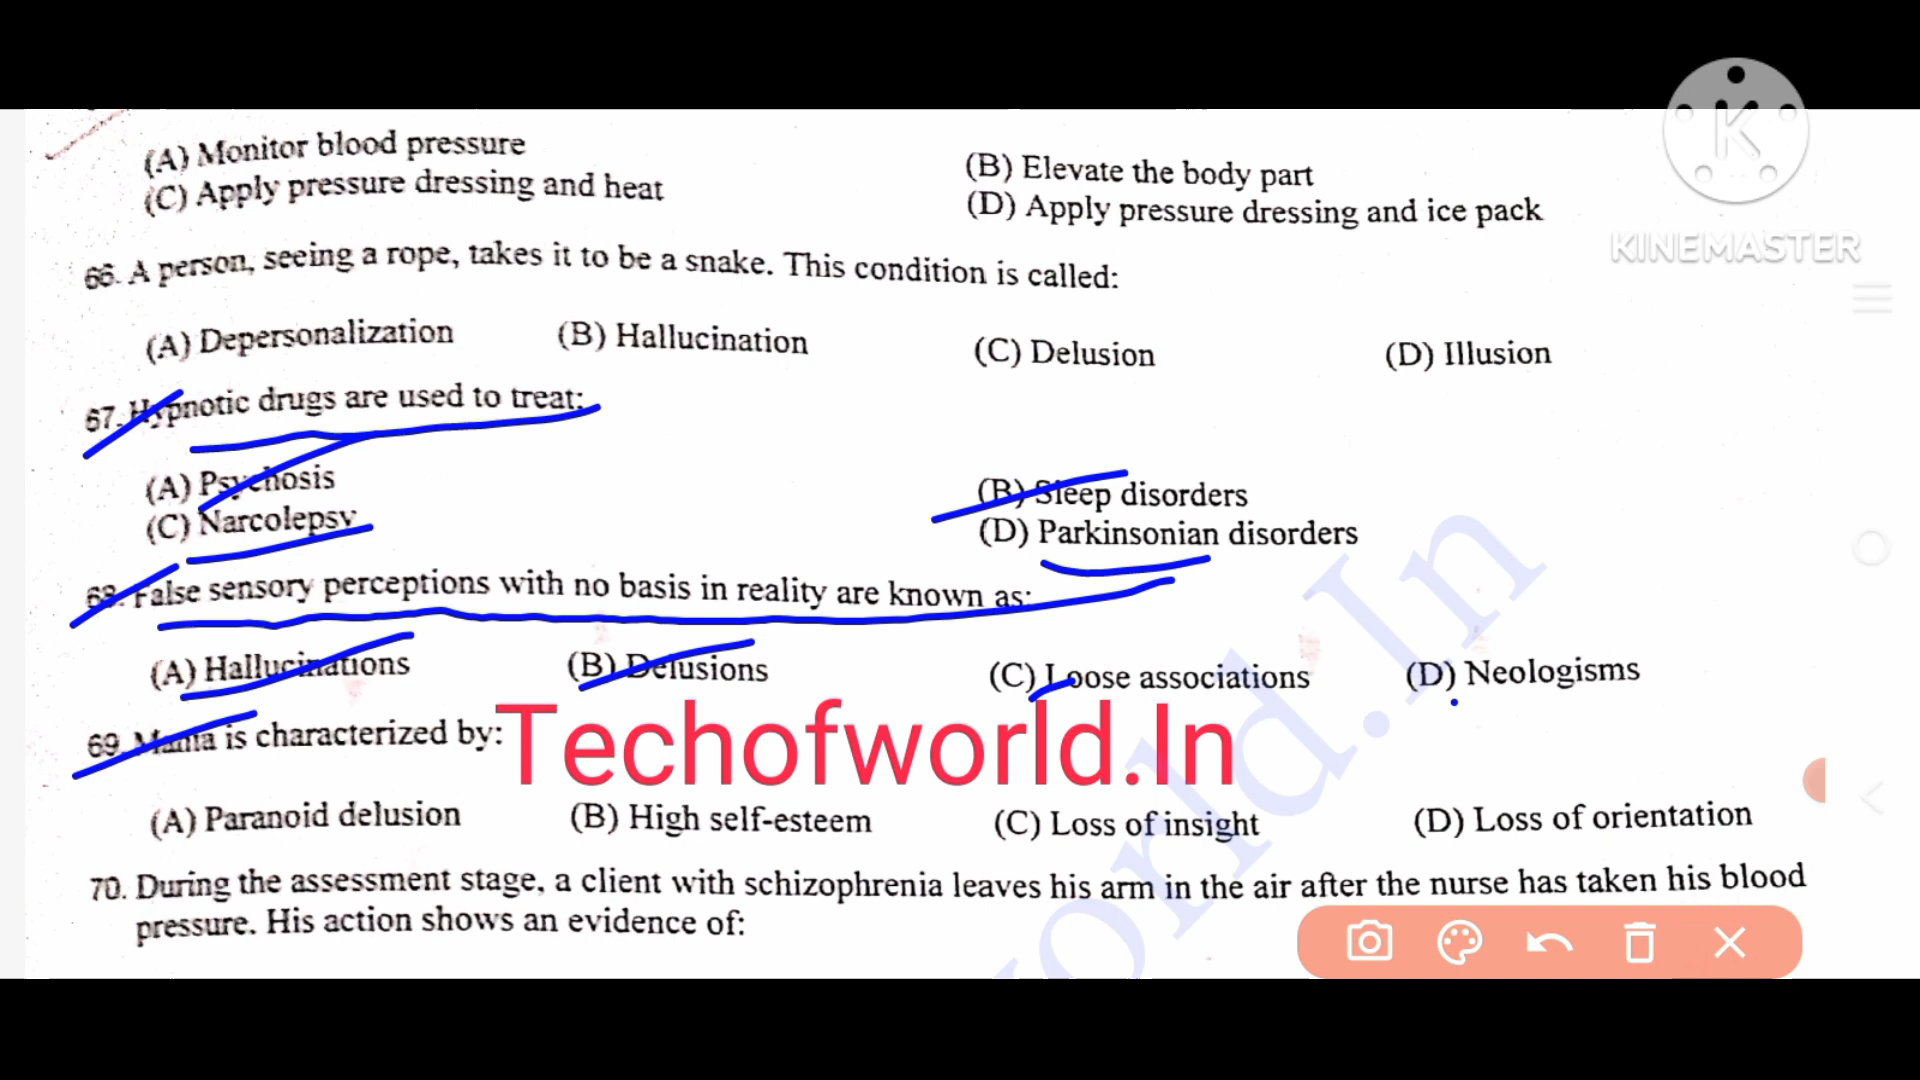 (A) Monitor blood pressure
(B) Elevate the body part
(C) Apply pressure dressing and heat
(D) Apply pressure dressing and ice pack
KINEMASTER
66. A person, seeing a rope, takes it to be a snake. This condition is called:
(A) Depersonalization (B) Hallucination (C) Delusion (D) Illusion
67. Hypnotic drugs are used to treat:
(A) Psychosis (B) Sleep disorders
(C) Narcolepsy (D) Parkinsonian disorders
68. False sensory perceptions with no basis in reality are known as:
(A) Hallucinations (B) Delusions (C) Loose associations (D) Neologisms
69. Mania is characterized by:
Techofworld.In
(A) Paranoid delusion (B) High self-esteem (C) Loss of insight (D) Loss of orientation
70. During the assessment stage, a client with schizophrenia leaves his arm in the air after the nurse has taken his blood
pressure. His action shows an evidence of:
world.In